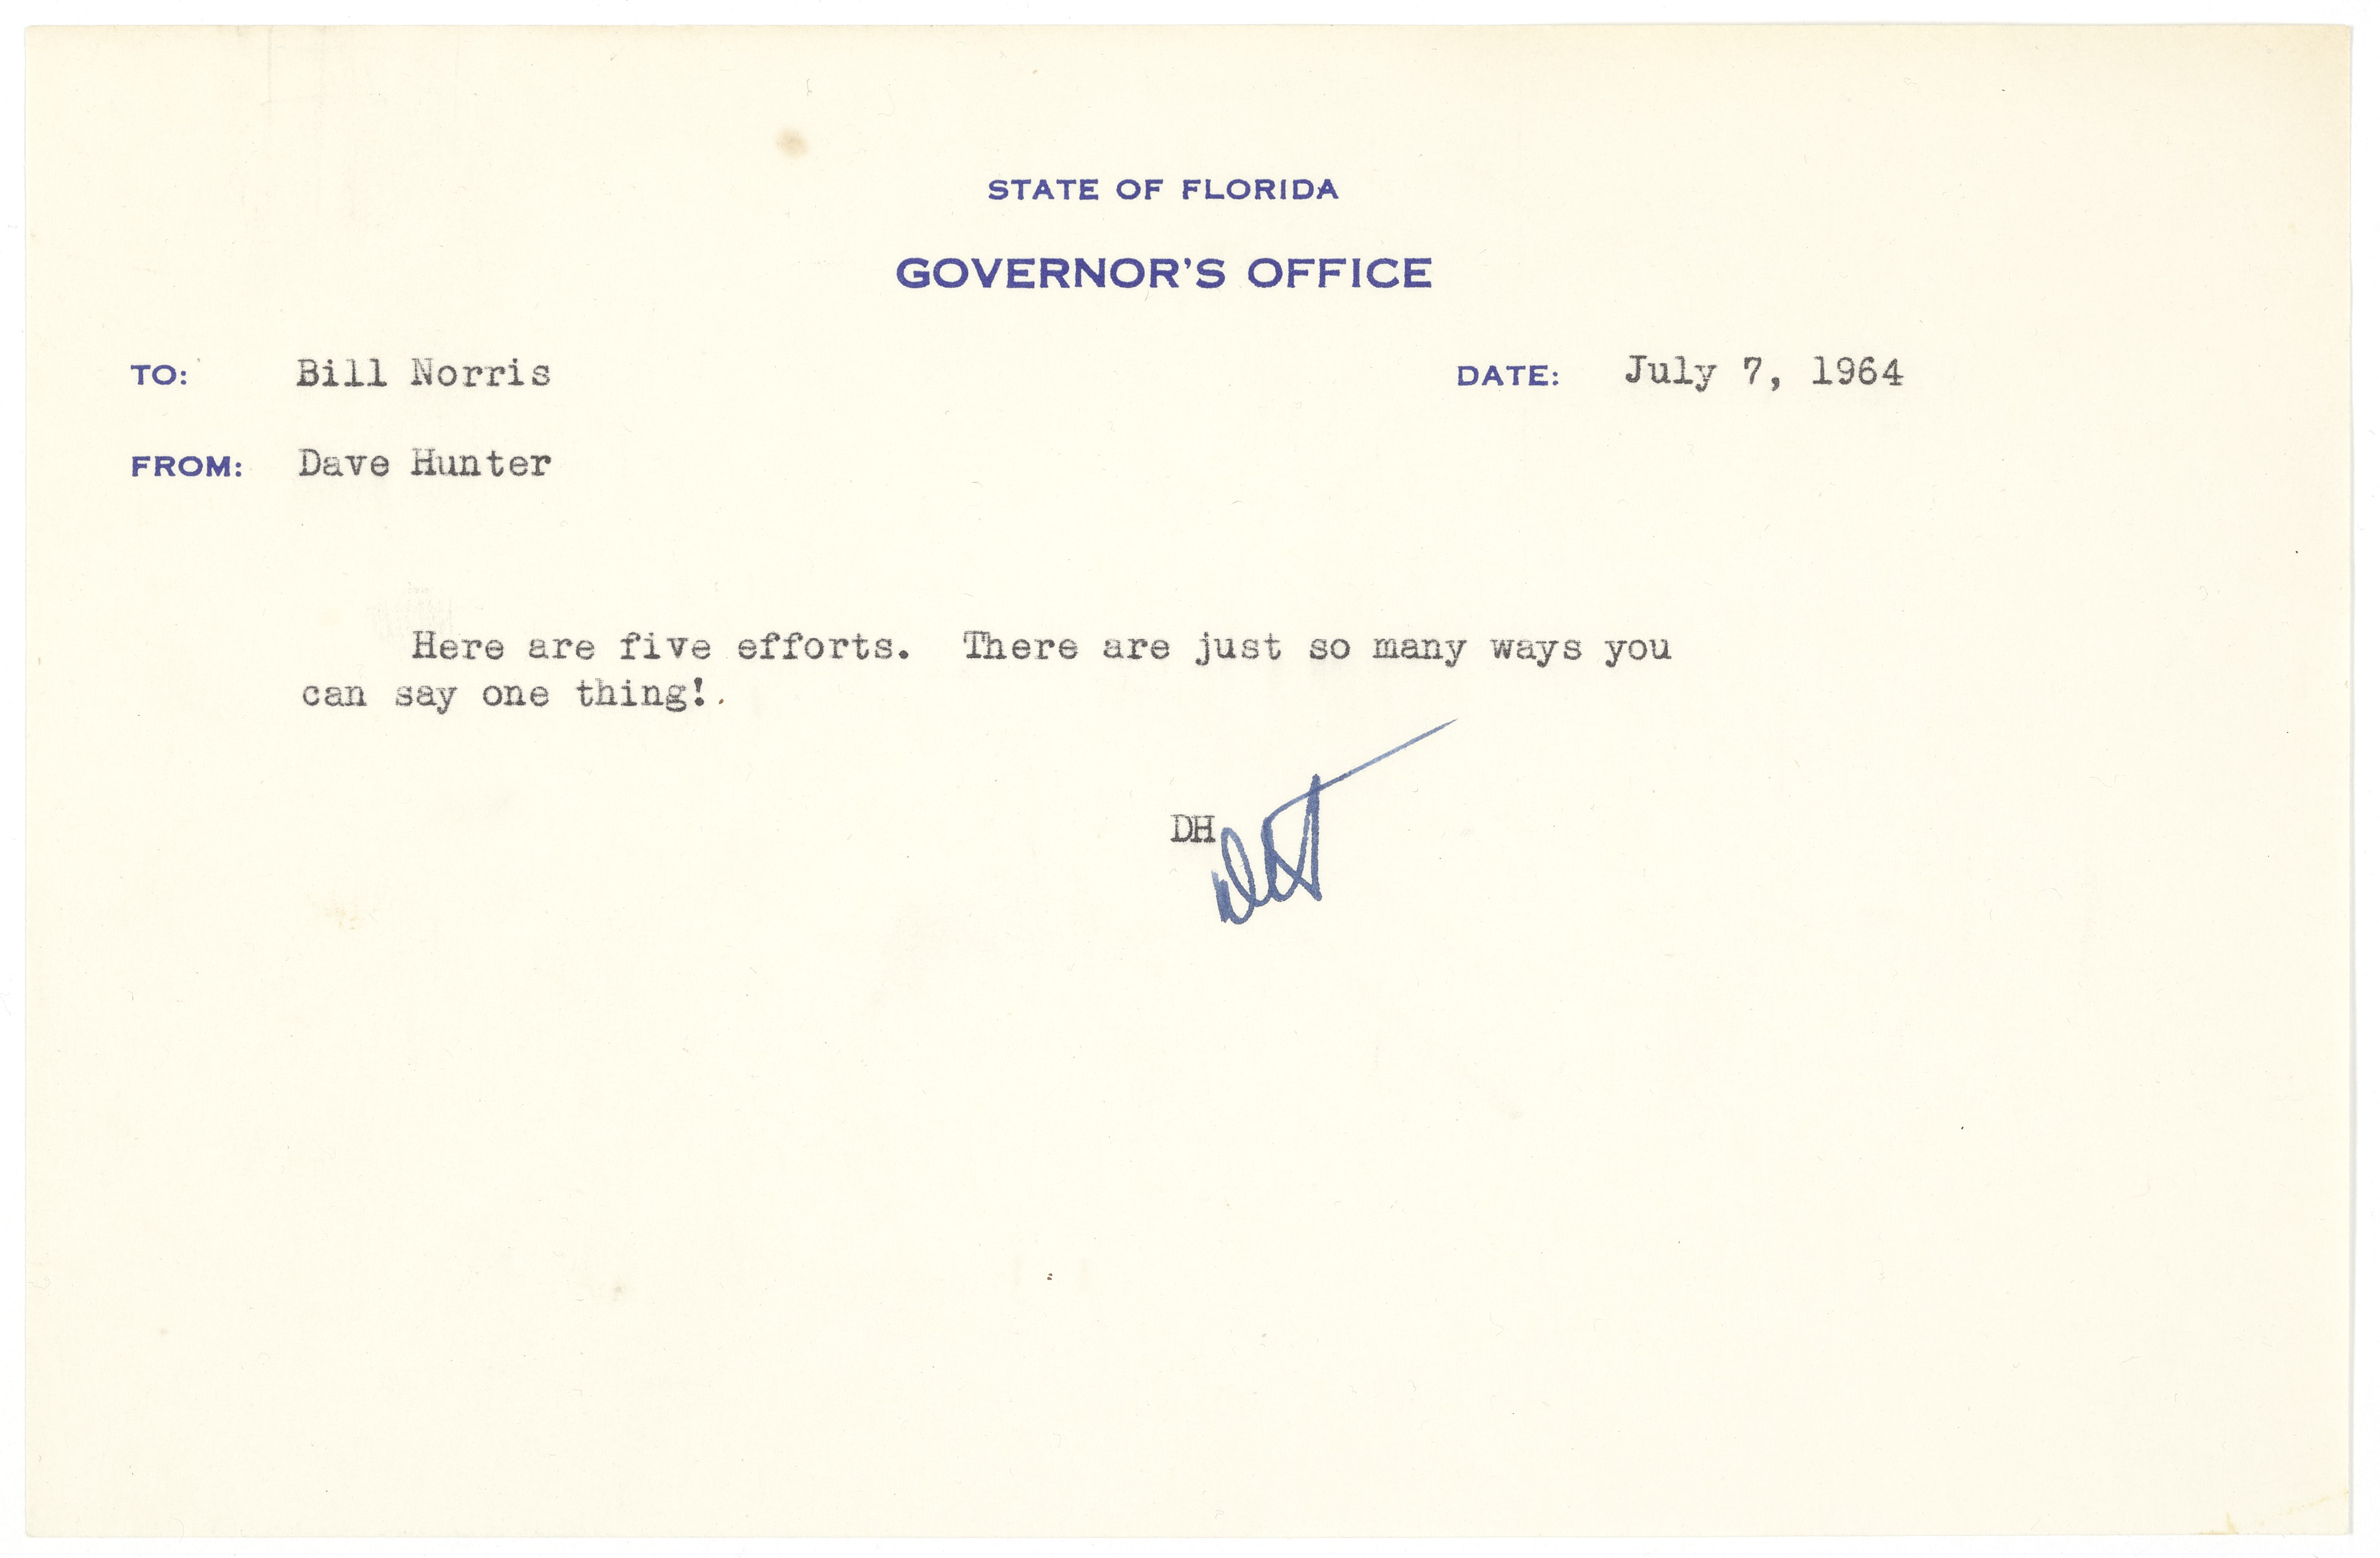 STATE OF FLORIDA
GOVERNOR'S OFFICE
TO: Bill Norris DATE: July 7, 1964
FROM: Dave Hunter
Here are five efforts. There are just so many ways you
can say one thing!.
DH DH